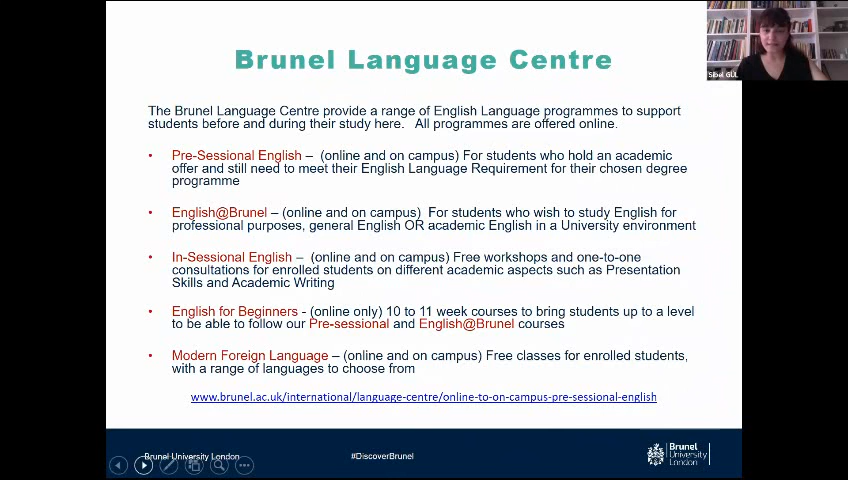 Brunel Language Centre
Sibel GÜL
The Brunel Language Centre provide a range of English Language programmes to support
students before and during their study here. All programmes are offered online.
• Pre-Sessional English – (online and on campus) For students who hold an academic
offer and still need to meet their English Language Requirement for their chosen degree
programme
• English@Brunel – (online and on campus) For students who wish to study English for
professional purposes, general English OR academic English in a University environment
• In-Sessional English – (online and on campus) Free workshops and one-to-one
consultations for enrolled students on different academic aspects such as Presentation
Skills and Academic Writing
• English for Beginners - (online only) 10 to 11 week courses to bring students up to a level
to be able to follow our Pre-sessional and English@Brunel courses
• Modern Foreign Language – (online and on campus) Free classes for enrolled students,
with a range of languages to choose from
www.brunel.ac.uk/international/language-centre/online-to-on-campus-pre-sessional-english
Brunel University London
#DiscoverBrunel
Brunel
University
London